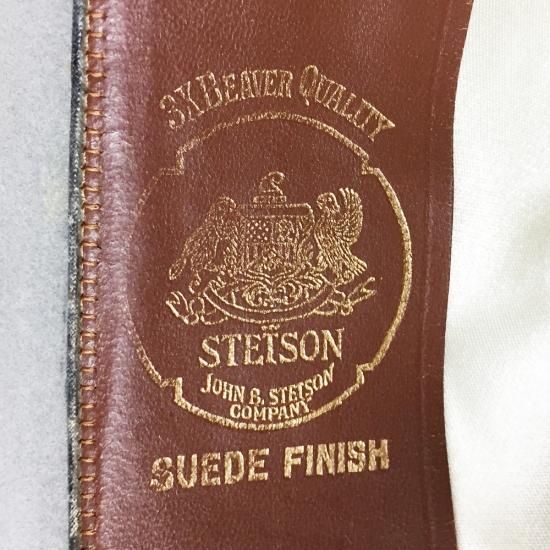 3X BEAVER QUALITY
STETSON
JOHN B. STETSON
COMPANY
SUEDE FINISH